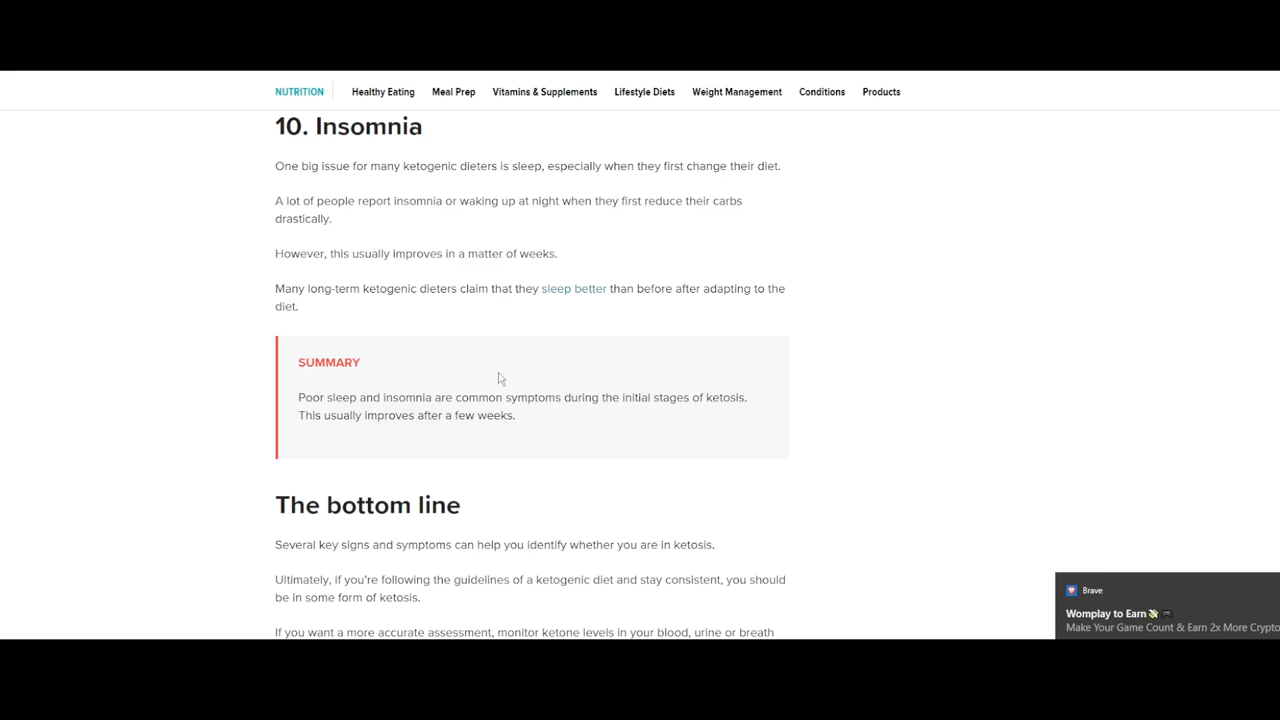 NUTRITION Healthy Eating Meal Prep Vitamins & Supplements Lifestyle Diets Weight Management Conditions Products
10. Insomnia
One big issue for many ketogenic dieters is sleep, especially when they first change their diet.
A lot of people report insomnia or waking up at night when they first reduce their carbs
drastically.
However, this usually improves in a matter of weeks.
Many long-term ketogenic dieters claim that they sleep better than before after adapting to the
diet.
SUMMARY
Poor sleep and insomnia are common symptoms during the initial stages of ketosis.
This usually improves after a few weeks.
The bottom line
Several key signs and symptoms can help you identify whether you are in ketosis.
Ultimately, if you're following the guidelines of a ketogenic diet and stay consistent, you should
be in some form of ketosis.
If you want a more accurate assessment, monitor ketone levels in your blood, urine or breath
Brave
Womplay to Earn
Make Your Game Count & Earn 2x More Crypto